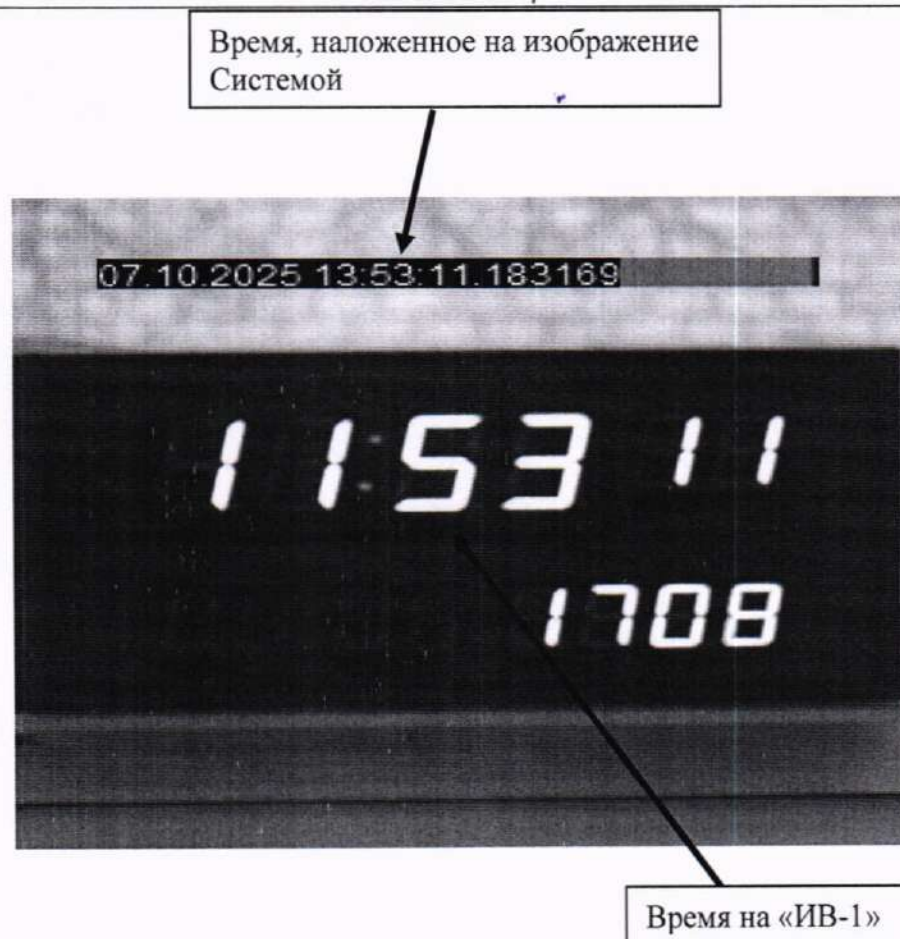 Время, наложенное на изображение
Системой
07.10.2025 13:53:11.183169
11:53 11
1708
Время на «ИВ-1»